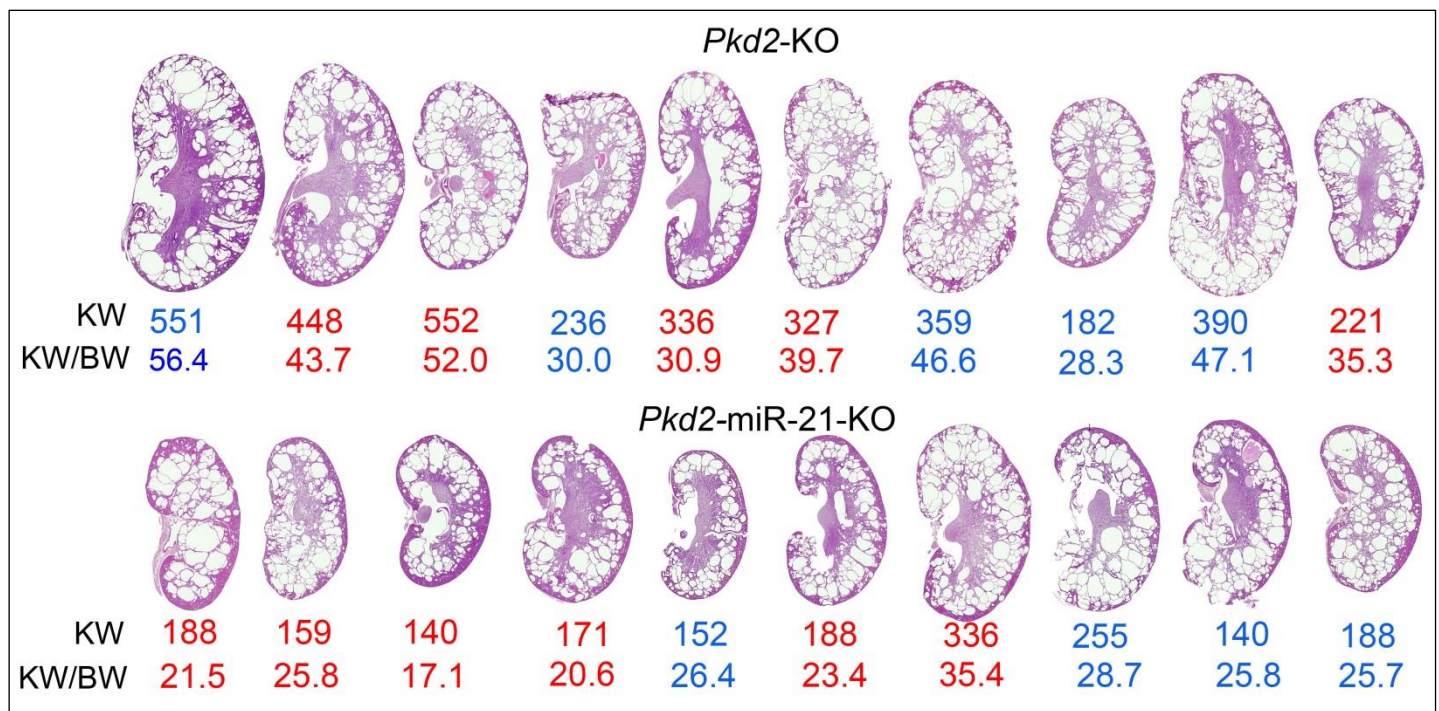 Pkd2-KO
KW 551 448 552 236 336 327 359 182 390 221
KW/BW 56.4 43.7 52.0 30.0 30.9 39.7 46.6 28.3 47.1 35.3
Pkd2-miR-21-KO
KW 188 159 140 171 152 188 336 255 140 188
KW/BW 21.5 25.8 17.1 20.6 26.4 23.4 35.4 28.7 25.8 25.7